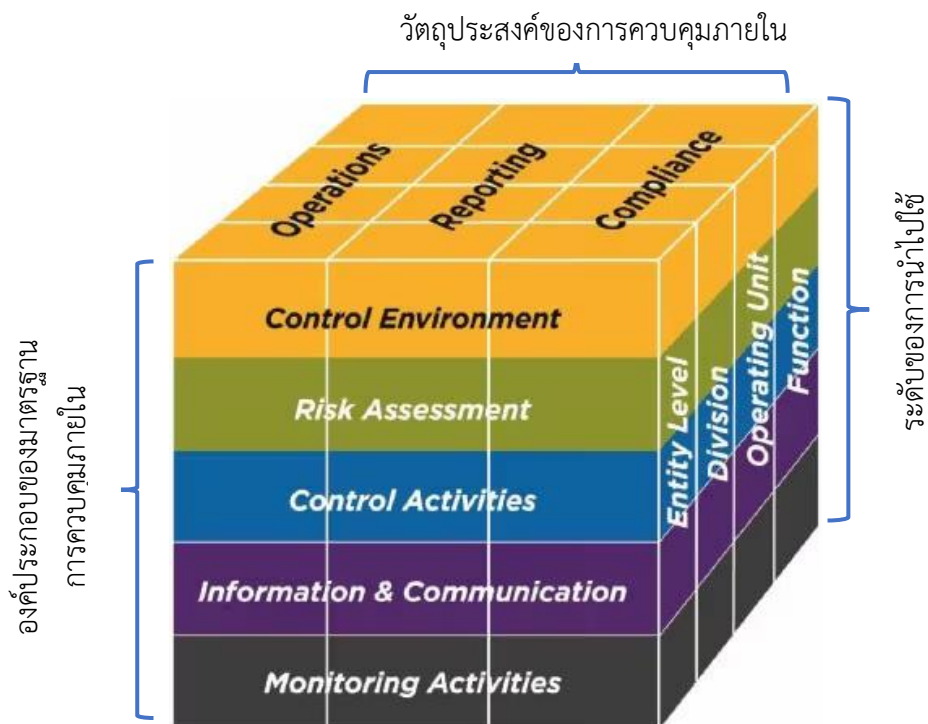 วัตถุประสงค์ของการควบคุมภายใน
Operations
Reporting
Compliance
องค์ประกอบของมาตรฐาน
การควบคุมภายใน
Control Environment
Risk Assessment
Control Activities
Information & Communication
Monitoring Activities
Entity Level
Division
Operating Unit
Function
ระดับของการนำไปใช้